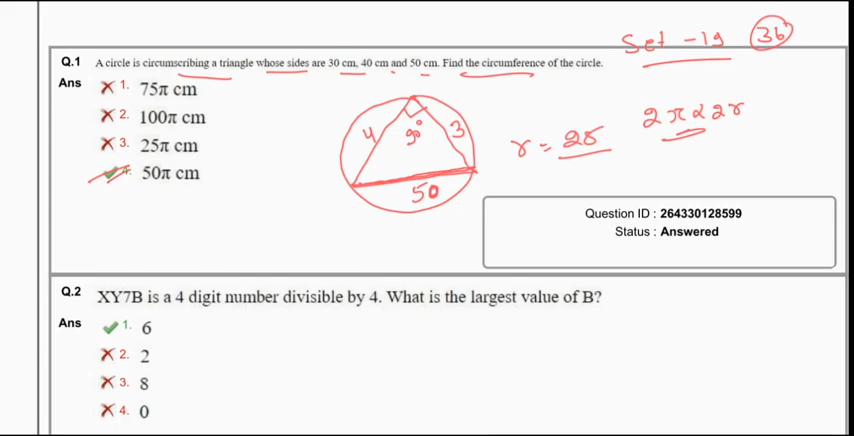 Set -19 36
Q.1 A circle is circumscribing a triangle whose sides are 30 cm, 40 cm and 50 cm. Find the circumference of the circle.
Ans 1. 75π cm
2. 100π cm
3. 25π cm
4. 50π cm
4 90° 3
50
r = 25
Question ID : 264330128599
Status : Answered
Q.2 XY7B is a 4 digit number divisible by 4. What is the largest value of B?
Ans 1. 6
2. 2
3. 8
4. 0